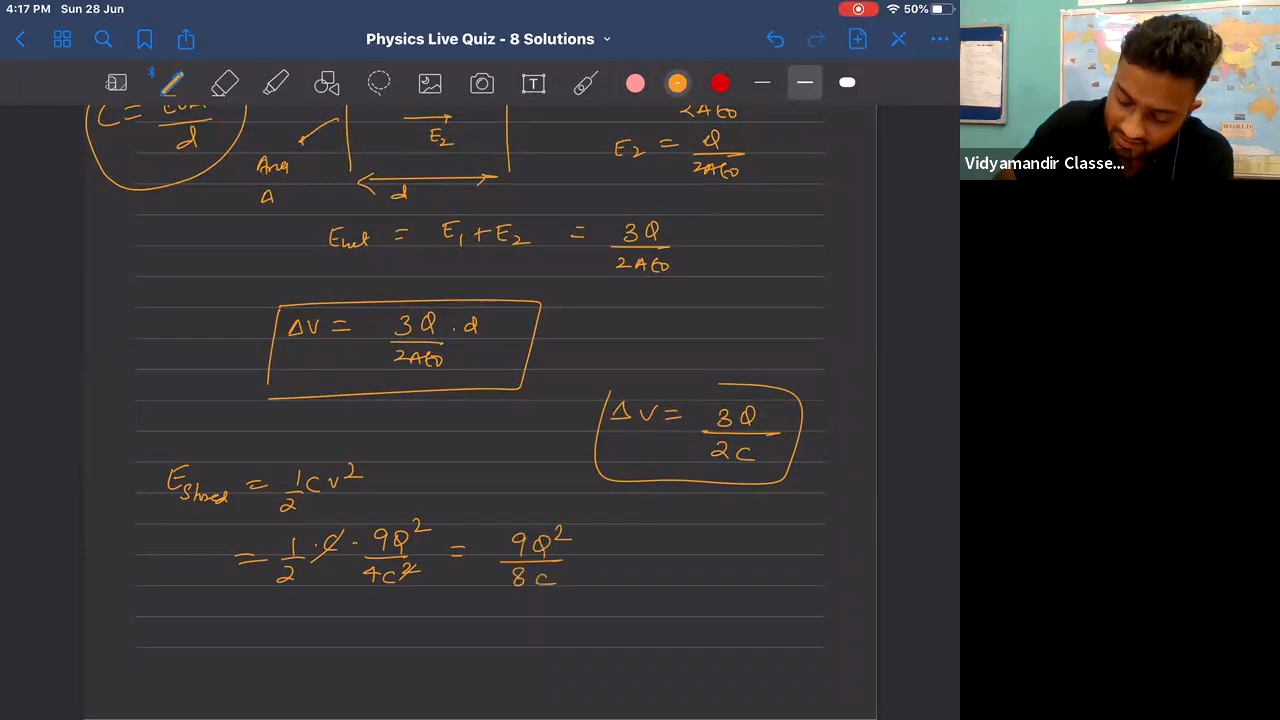 4:17 PM Sun 28 Jun
50%
Physics Live Quiz - 8 Solutions
C = 
d
E₂
Area
A
d
2Aε0
E₂ = Q / 2Aε0
Enet = E₁ + E₂ = 3Q / 2Aε0
ΔV = 3Q / 2Aε0 . d
ΔV = 3Q / 2C
EStored = 1/2 CV²
= 1/2 . C . 9Q² / 4C² = 9Q² / 8C
WORLD
Vidyamandir Classe...